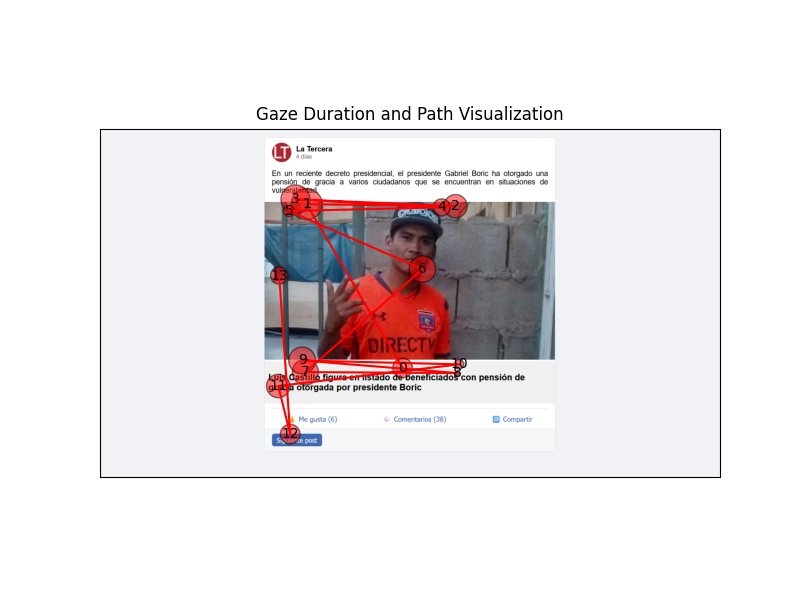 Gaze Duration and Path Visualization
LT
La Tercera
4 días
En un reciente decreto presidencial, el presidente Gabriel Boric ha otorgado una
pensión de gracia a varios ciudadanos que se encuentran en situaciones de
vulnerabilidad.
3
1
5
4
2
6
13
DIRECTV
9
7
0
10
8
Luis Castillo figura en listado de beneficiados con pensión de
gracia otorgada por presidente Boric
11
Me gusta (6)
Comentarios (38)
Compartir
12
Siguiente post